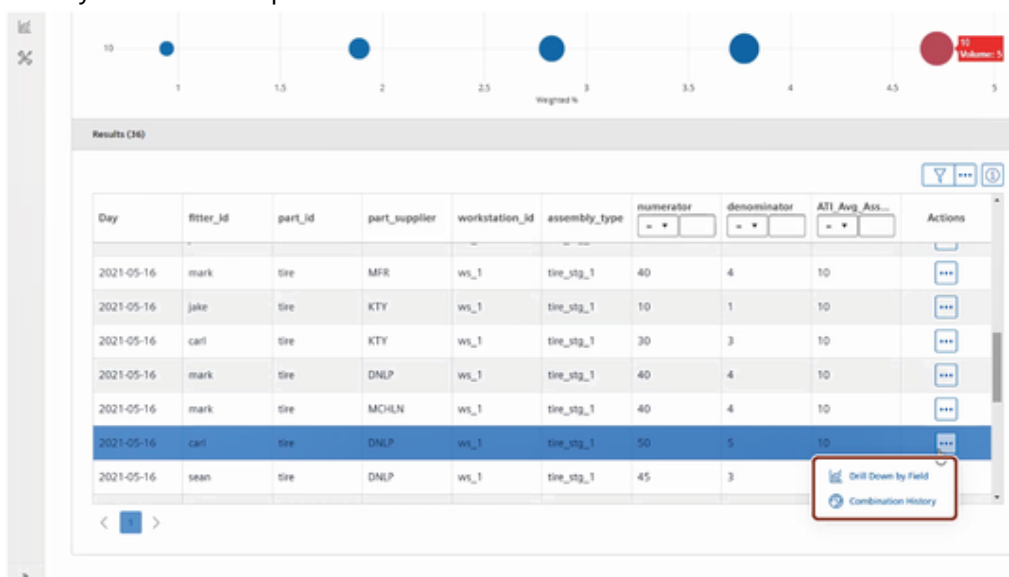 10
10
Volume: 5
1 1.5 2 2.5 3 3.5 4 4.5 5
Weighted %
Results (36)
Day fitter_id part_id part_supplier workstation_id assembly_type numerator denominator ATI_Avg_Ass... Actions
= = =
2021-05-16 mark tire MFR ws_1 tire_stg_1 40 4 10
2021-05-16 jake tire KTY ws_1 tire_stg_1 10 1 10
2021-05-16 carl tire KTY ws_1 tire_stg_1 30 3 10
2021-05-16 mark tire DNLP ws_1 tire_stg_1 40 4 10
2021-05-16 mark tire MCHLN ws_1 tire_stg_1 40 4 10
2021-05-16 carl tire DNLP ws_1 tire_stg_1 50 5 10
2021-05-16 sean tire DNLP ws_1 tire_stg_1 45 3
Drill Down by Field
Combination History
1